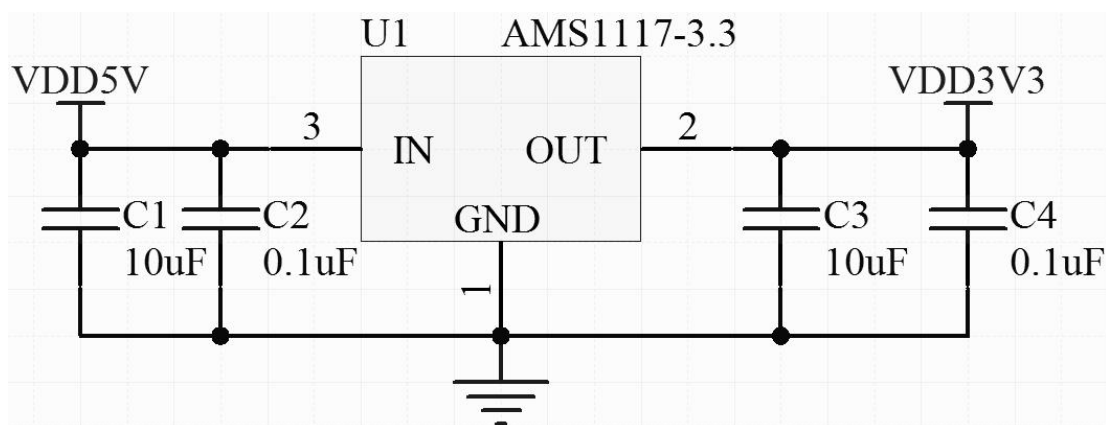 U1 AMS1117-3.3
VDD5V VDD3V3
3 2
IN OUT
GND
C1 C2 C3 C4
10uF 0.1uF 10uF 0.1uF
1